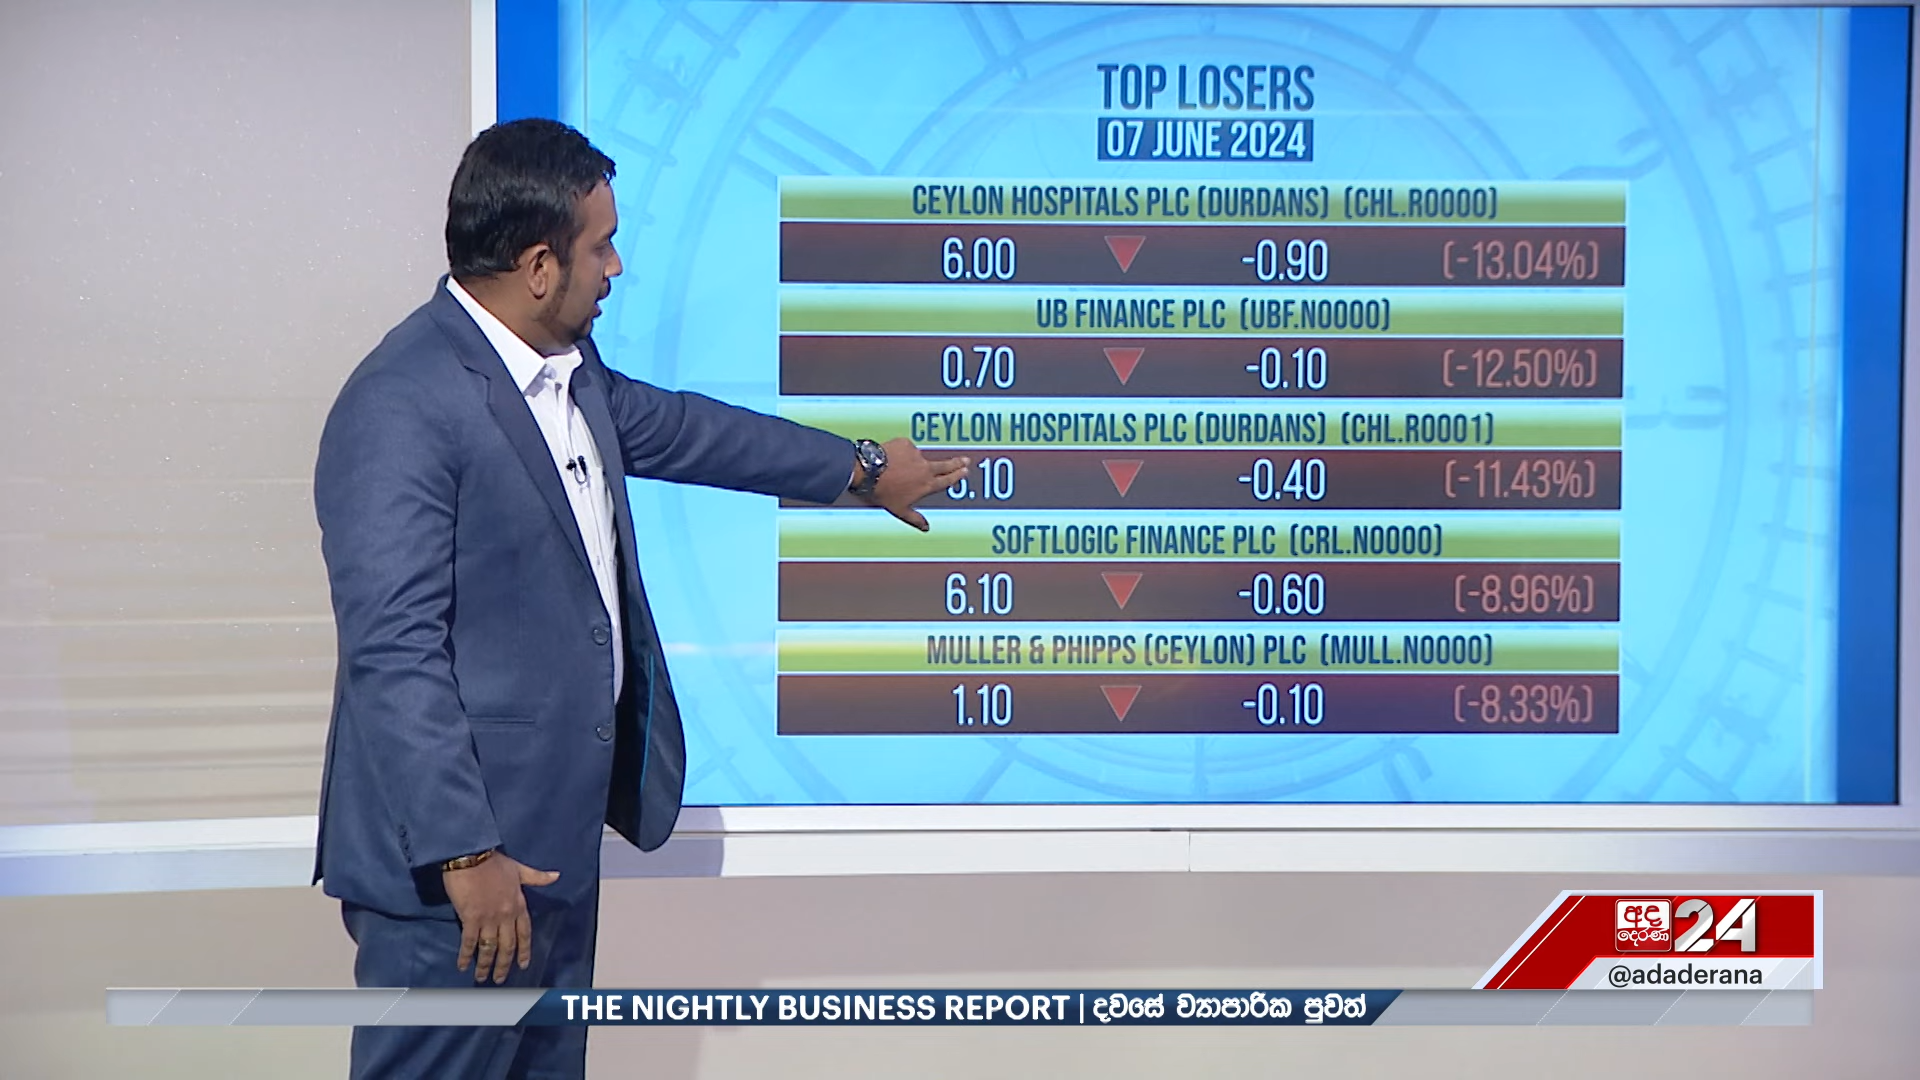 TOP LOSERS
07 JUNE 2024
CEYLON HOSPITALS PLC (DURDANS) (CHL.R0000)
6.00 -0.90 (-13.04%)
UB FINANCE PLC (UBF.N0000)
0.70 -0.10 (-12.50%)
CEYLON HOSPITALS PLC (DURDANS) (CHL.R0001)
.10 -0.40 (-11.43%)
SOFTLOGIC FINANCE PLC (CRL.N0000)
6.10 -0.60 (-8.96%)
MULLER & PHIPPS (CEYLON) PLC (MULL.N0000)
1.10 -0.10 (-8.33%)
අද දෙරණ 24
@adaderana
THE NIGHTLY BUSINESS REPORT | දවසේ ව්‍යාපාරික පුවත්